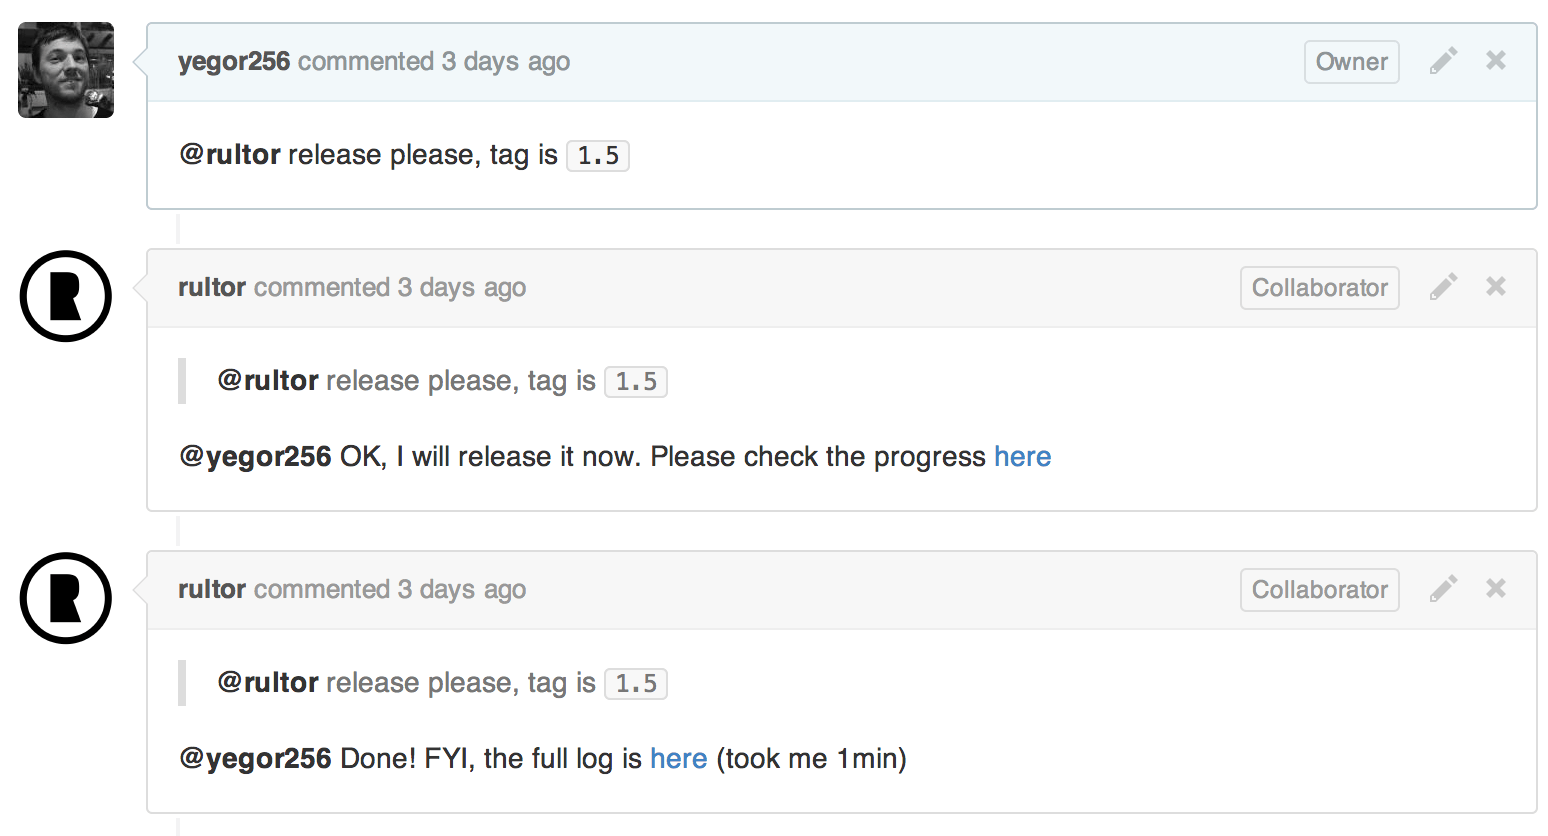 yegor256 commented 3 days ago Owner
@rultor release please, tag is 1.5
R
rultor commented 3 days ago Collaborator
@rultor release please, tag is 1.5
@yegor256 OK, I will release it now. Please check the progress here
R
rultor commented 3 days ago Collaborator
@rultor release please, tag is 1.5
@yegor256 Done! FYI, the full log is here (took me 1min)